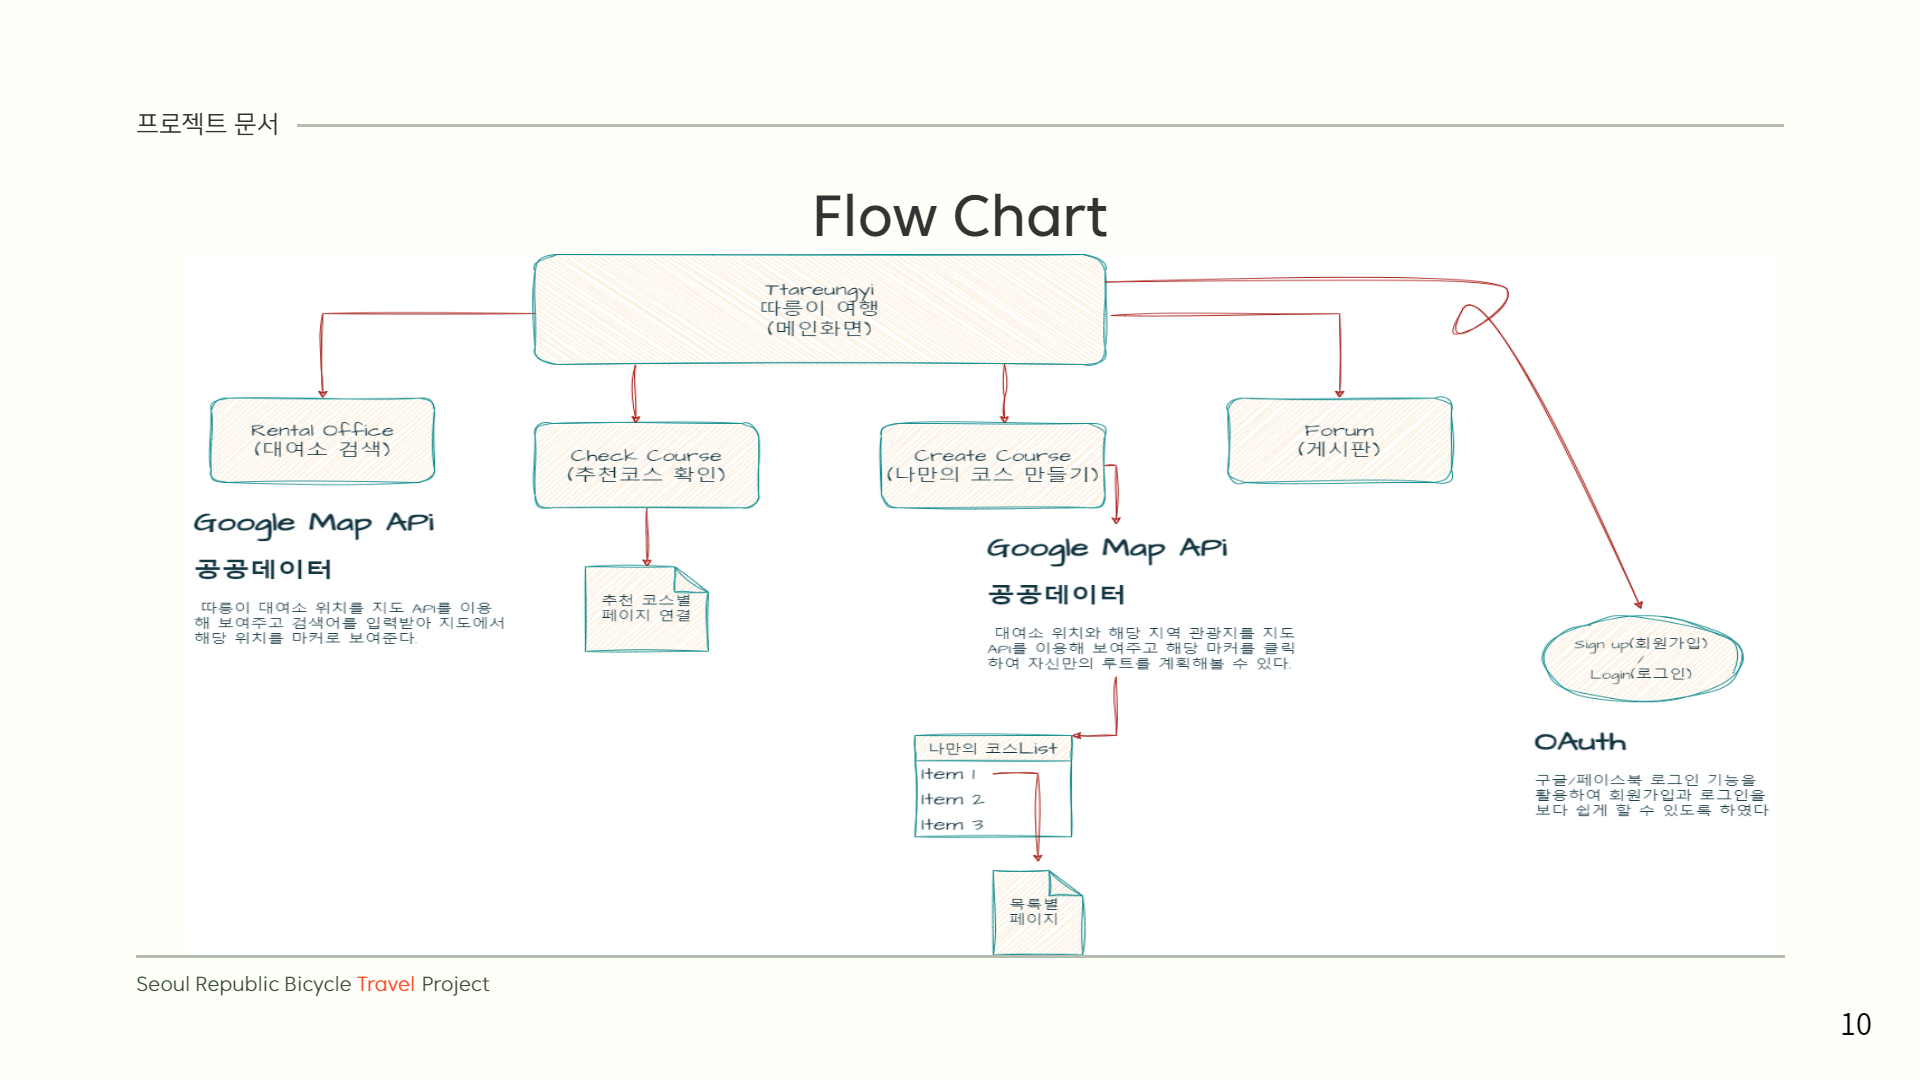 프로젝트 문서
Flow Chart
Ttareungyi
따릉이 여행
(메인화면)
Rental Office
(대여소 검색)
Check Course
(추천코스 확인)
Create Course
(나만의 코스 만들기)
Forum
(게시판)
Google Map APi
공공데이터
따릉이 대여소 위치를 지도 API를 이용
해 보여주고 검색어를 입력받아 지도에서
해당 위치를 마커로 보여준다.
추천 코스별
페이지 연결
Google Map APi
공공데이터
대여소 위치와 해당 지역 관광지를 지도
API를 이용해 보여주고 해당 마커를 클릭
하여 자신만의 루트를 계획해볼 수 있다.
나만의 코스List
Item 1
Item 2
Item 3
목록별
페이지
Sign up(회원가입)
/
Login(로그인)
OAuth
구글/페이스북 로그인 기능을
활용하여 회원가입과 로그인을
보다 쉽게 할 수 있도록 하였다
Seoul Republic Bicycle Travel Project
10